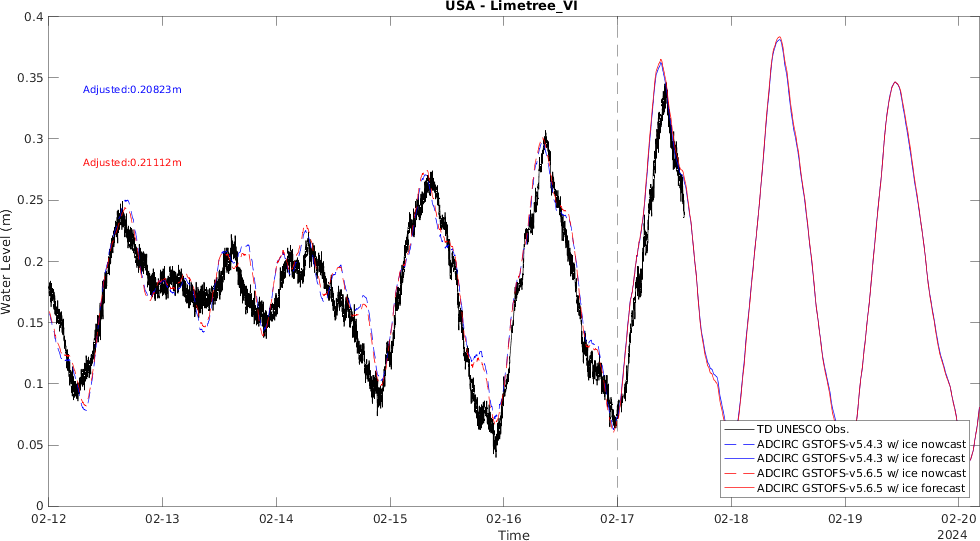 USA - Limetree_VI
0.4
0.35
0.3
0.25
0.2
0.15
0.1
0.05
0
Water Level (m)
Adjusted:0.20823m
Adjusted:0.21112m
TD UNESCO Obs.
ADCIRC GSTOFS-v5.4.3 w/ ice nowcast
ADCIRC GSTOFS-v5.4.3 w/ ice forecast
ADCIRC GSTOFS-v5.6.5 w/ ice nowcast
ADCIRC GSTOFS-v5.6.5 w/ ice forecast
02-12 02-13 02-14 02-15 02-16 02-17 02-18 02-19 02-20
Time
2024